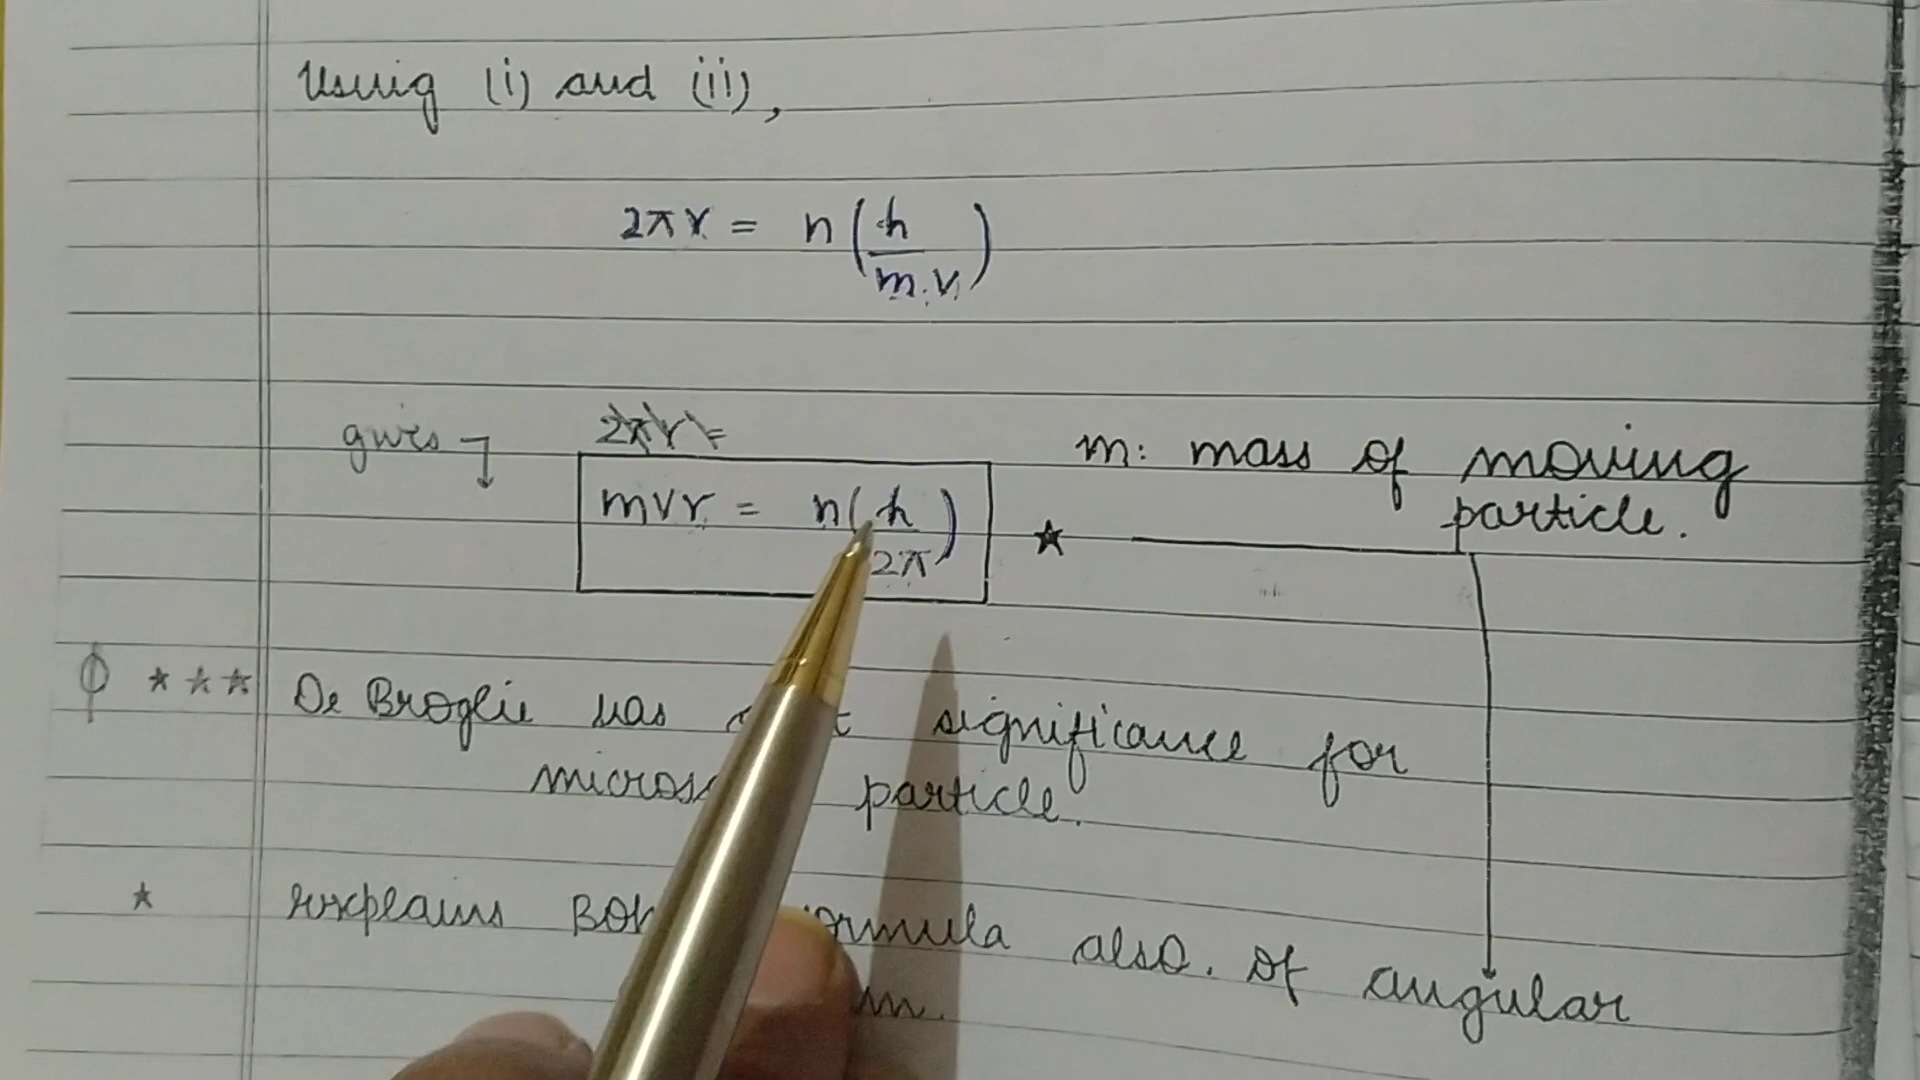 Using (i) and (ii),
2πr = n(h/m.v)
gives 2πr =
mvr = n(h/2π) ★
m: mass of moving
particle.
★★★ De Broglie has significance for
particle.
★ explains also. Of angular